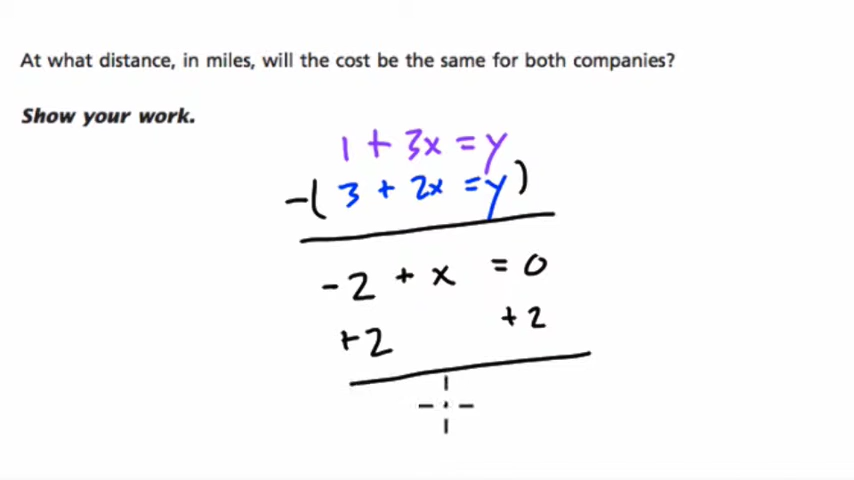 At what distance, in miles, will the cost be the same for both companies?
Show your work.
1 + 3x = y
-( 3 + 2x = y )
-2 + x = 0
+2 +2